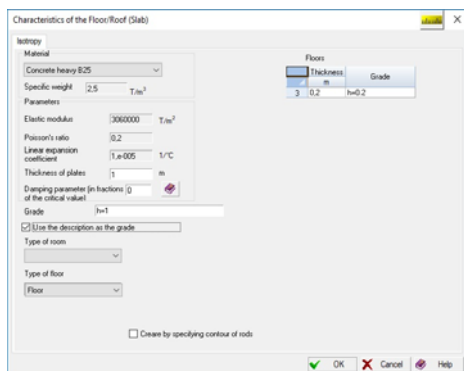 Characteristics of the Floor/Roof (Slab)
Isotropy
Material
Concrete heavy B25
Specific weight 2,5 T/m³
Parameters
Elastic modulus 3060000 T/m²
Poisson's ratio 0,2
Linear expansion coefficient 1,e-005 1/°C
Thickness of plates 1 m
Damping parameter (in fractions 0
of the critical value)
Grade h=1
Use the description as the grade
Type of room
Type of floor
Floor
Floors
Thickness Grade
m
3 0,2 h=0.2
Creare by specifying contour of rods
OK Cancel Help